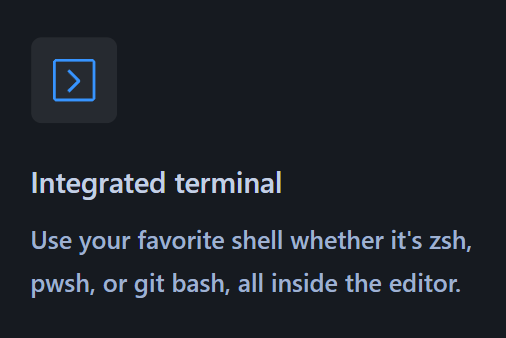 Integrated terminal
Use your favorite shell whether it's zsh,
pwsh, or git bash, all inside the editor.